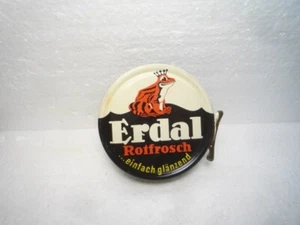 Erdal
Rotfrosch
...einfach glänzend